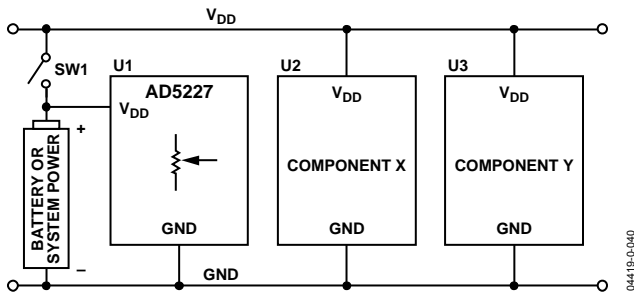 VDD
SW1
U1
U2
U3
AD5227
VDD
VDD
VDD
+
BATTERY OR
SYSTEM POWER
COMPONENT X
COMPONENT Y
GND
GND
GND
–
GND
04419-0-040